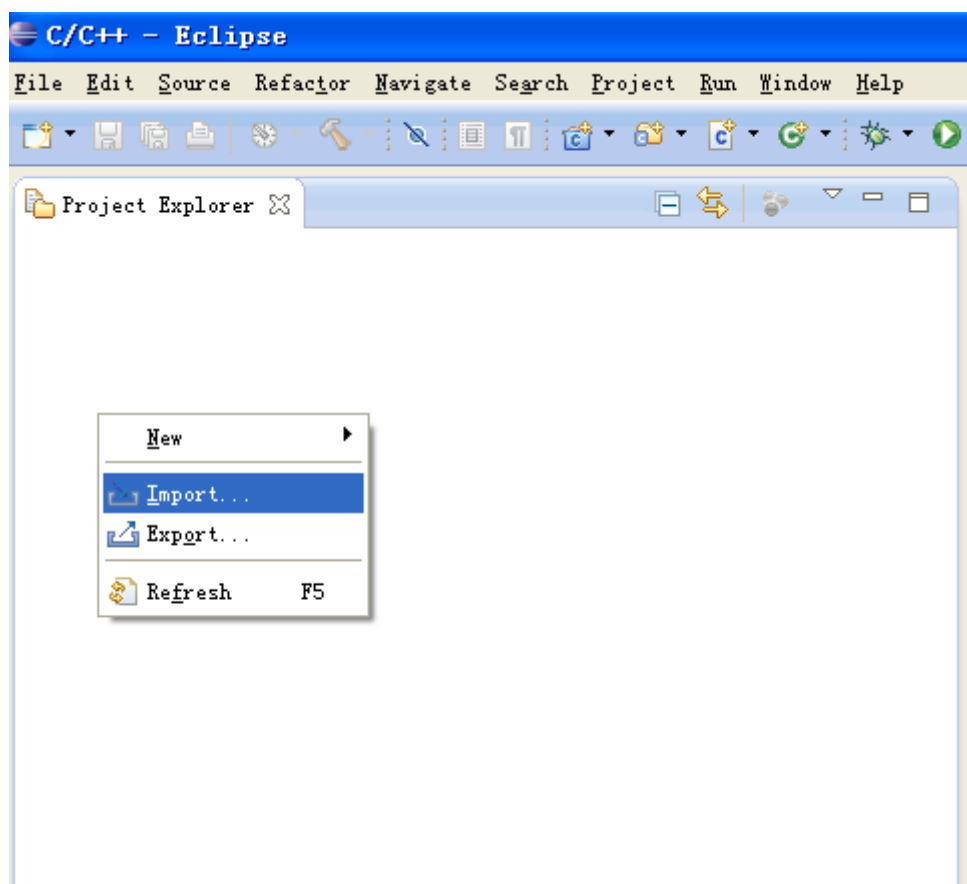 C/C++ - Eclipse
File Edit Source Refactor Navigate Search Project Run Window Help
Project Explorer
New
Import...
Export...
Refresh F5